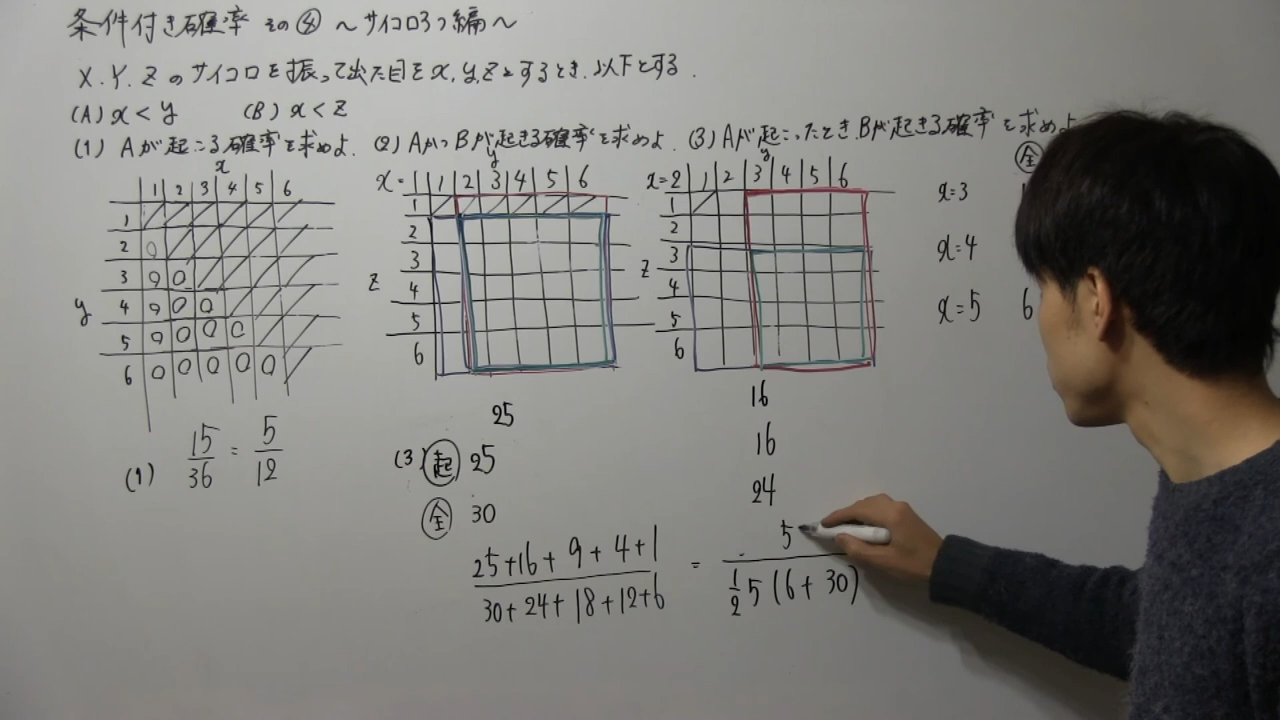 条件付き確率 その④ ～サイコロ3つ編～
X.Y.Zのサイコロを振って出た目をx,y,zとするとき、以下とする.
(A) x < y (B) x < z
(1) Aが起こる確率を求めよ. (2) AかつBが起きる確率を求めよ. (3) Aが起こったとき、Bが起きる確率を求めよ
x
1 2 3 4 5 6
1
2 0
3 0 0
y 4 0 0 0
5 0 0 0 0
6 0 0 0 0 0
y
x=1 1 2 3 4 5 6
1
2
3
z 4
5
6
25
y
x=2 1 2 3 4 5 6
1
2
3
z 4
5
6
16
16
24
全
x=3
x=4
x=5 6
(1) 15/36 = 5/12
(3) 起 25
全 30
25+16+9+4+1 / 30+24+18+12+6 = 5 / 1/2 5 (6+30)